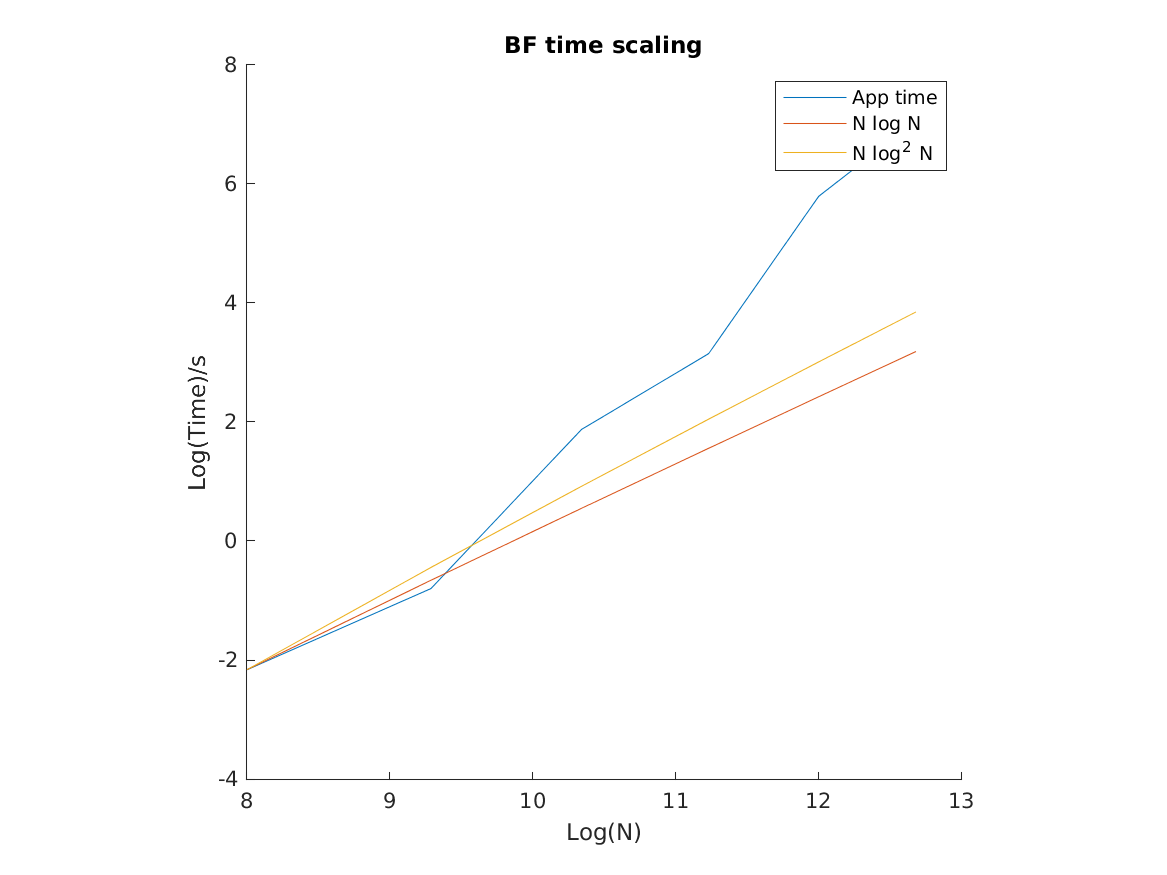 BF time scaling
App time
N log N
N log² N
8
6
4
2
0
-2
-4
Log(Time)/s
8 9 10 11 12 13
Log(N)